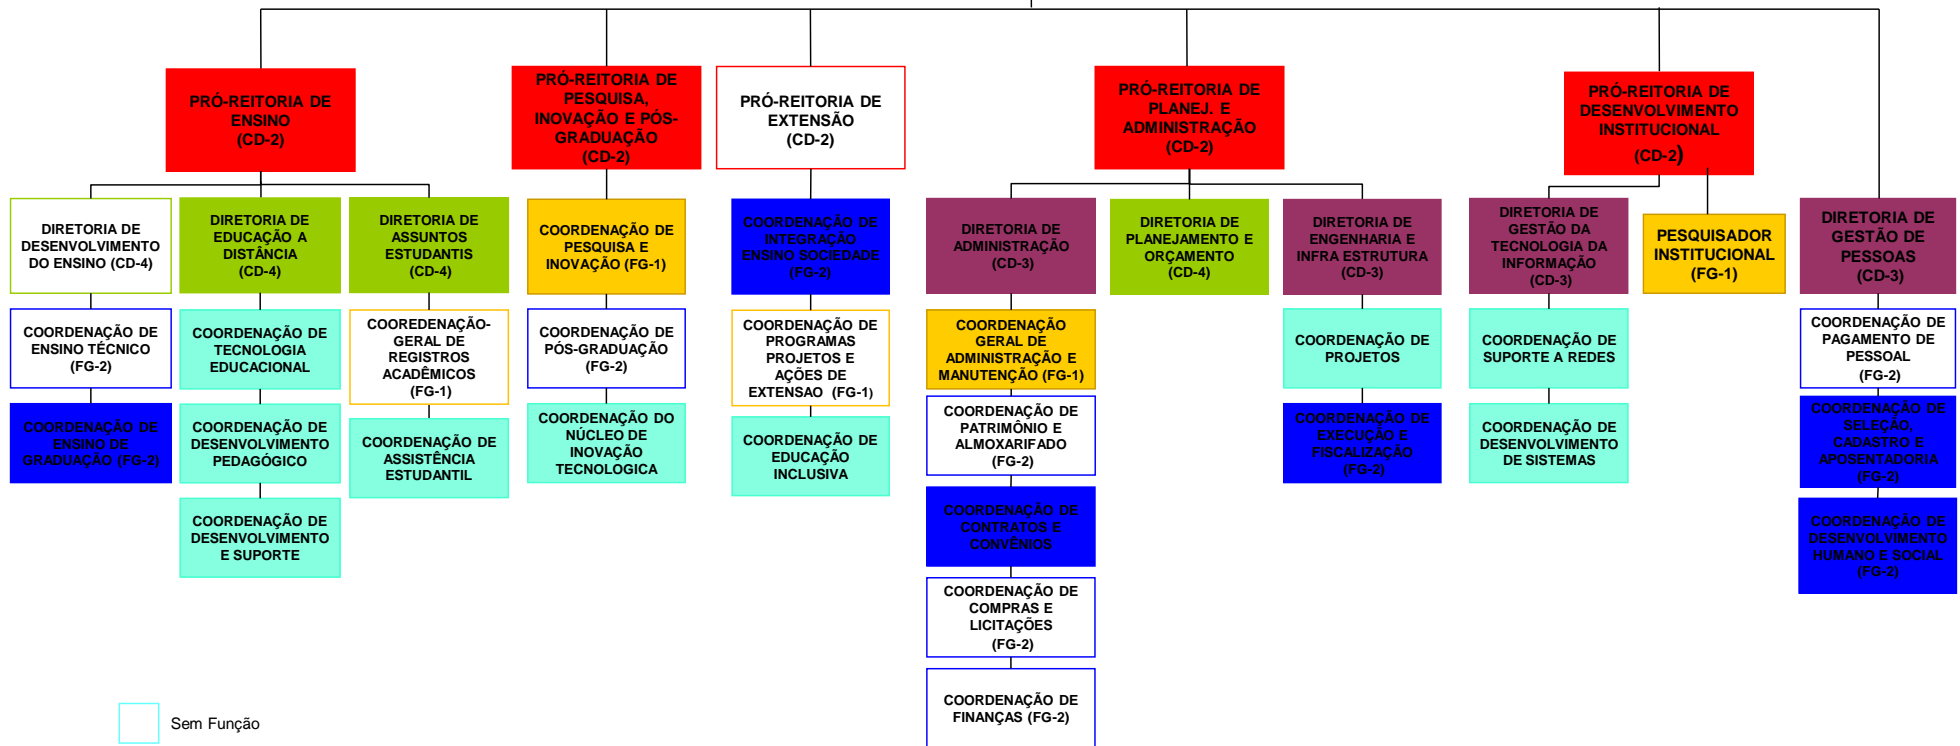 PRÓ-REITORIA DE
ENSINO
(CD-2)
PRÓ-REITORIA DE
PESQUISA,
INOVAÇÃO E PÓS-
GRADUAÇÃO
(CD-2)
PRÓ-REITORIA DE
EXTENSÃO
(CD-2)
PRÓ-REITORIA DE
PLANEJ. E
ADMINISTRAÇÃO
(CD-2)
PRÓ-REITORIA DE
DESENVOLVIMENTO
INSTITUCIONAL
(CD-2)
DIRETORIA DE
DESENVOLVIMENTO
DO ENSINO (CD-4)
DIRETORIA DE
EDUCAÇÃO A
DISTÂNCIA
(CD-4)
DIRETORIA DE
ASSUNTOS
ESTUDANTIS
(CD-4)
COORDENAÇÃO DE
PESQUISA E
INOVAÇÃO (FG-1)
COORDENAÇÃO DE
INTEGRAÇÃO
ENSINO SOCIEDADE
(FG-2)
DIRETORIA DE
ADMINISTRAÇÃO
(CD-3)
DIRETORIA DE
PLANEJAMENTO E
ORÇAMENTO
(CD-4)
DIRETORIA DE
ENGENHARIA E
INFRA ESTRUTURA
(CD-3)
DIRETORIA DE
GESTÃO DA
TECNOLOGIA DA
INFORMAÇÃO
(CD-3)
PESQUISADOR
INSTITUCIONAL
(FG-1)
DIRETORIA DE
GESTÃO DE
PESSOAS
(CD-3)
COORDENAÇÃO DE
ENSINO TÉCNICO
(FG-2)
COORDENAÇÃO DE
TECNOLOGIA
EDUCACIONAL
COOREDENAÇÃO-
GERAL DE
REGISTROS
ACADÊMICOS
(FG-1)
COORDENAÇÃO DE
PÓS-GRADUAÇÃO
(FG-2)
COORDENAÇÃO DE
PROGRAMAS
PROJETOS E
AÇÕES DE
EXTENSAO (FG-1)
COORDENAÇÃO
GERAL DE
ADMINISTRAÇÃO E
MANUTENÇÃO (FG-1)
COORDENAÇÃO DE
PROJETOS
COORDENAÇÃO DE
SUPORTE A REDES
COORDENAÇÃO DE
PAGAMENTO DE
PESSOAL
(FG-2)
COORDENAÇÃO DE
ENSINO DE
GRADUAÇÃO (FG-2)
COORDENAÇÃO DE
DESENVOLVIMENTO
PEDAGÓGICO
COORDENAÇÃO DE
ASSISTÊNCIA
ESTUDANTIL
COORDENAÇÃO DO
NÚCLEO DE
INOVAÇÃO
TECNOLOGICA
COORDENAÇÃO DE
EDUCAÇÃO
INCLUSIVA
COORDENAÇÃO DE
PATRIMÔNIO E
ALMOXARIFADO
(FG-2)
COORDENAÇÃO DE
EXECUÇÃO E
FISCALIZAÇÃO
(FG-2)
COORDENAÇÃO DE
DESENVOLVIMENTO
DE SISTEMAS
COORDENAÇÃO DE
SELEÇÃO,
CADASTRO E
APOSENTADORIA
(FG-2)
COORDENAÇÃO DE
DESENVOLVIMENTO
E SUPORTE
COORDENAÇÃO DE
CONTRATOS E
CONVÊNIOS
COORDENAÇÃO DE
DESENVOLVIMENTO
HUMANO E SOCIAL
(FG-2)
COORDENAÇÃO DE
COMPRAS E
LICITAÇÕES
(FG-2)
COORDENAÇÃO DE
FINANÇAS (FG-2)
Sem Função